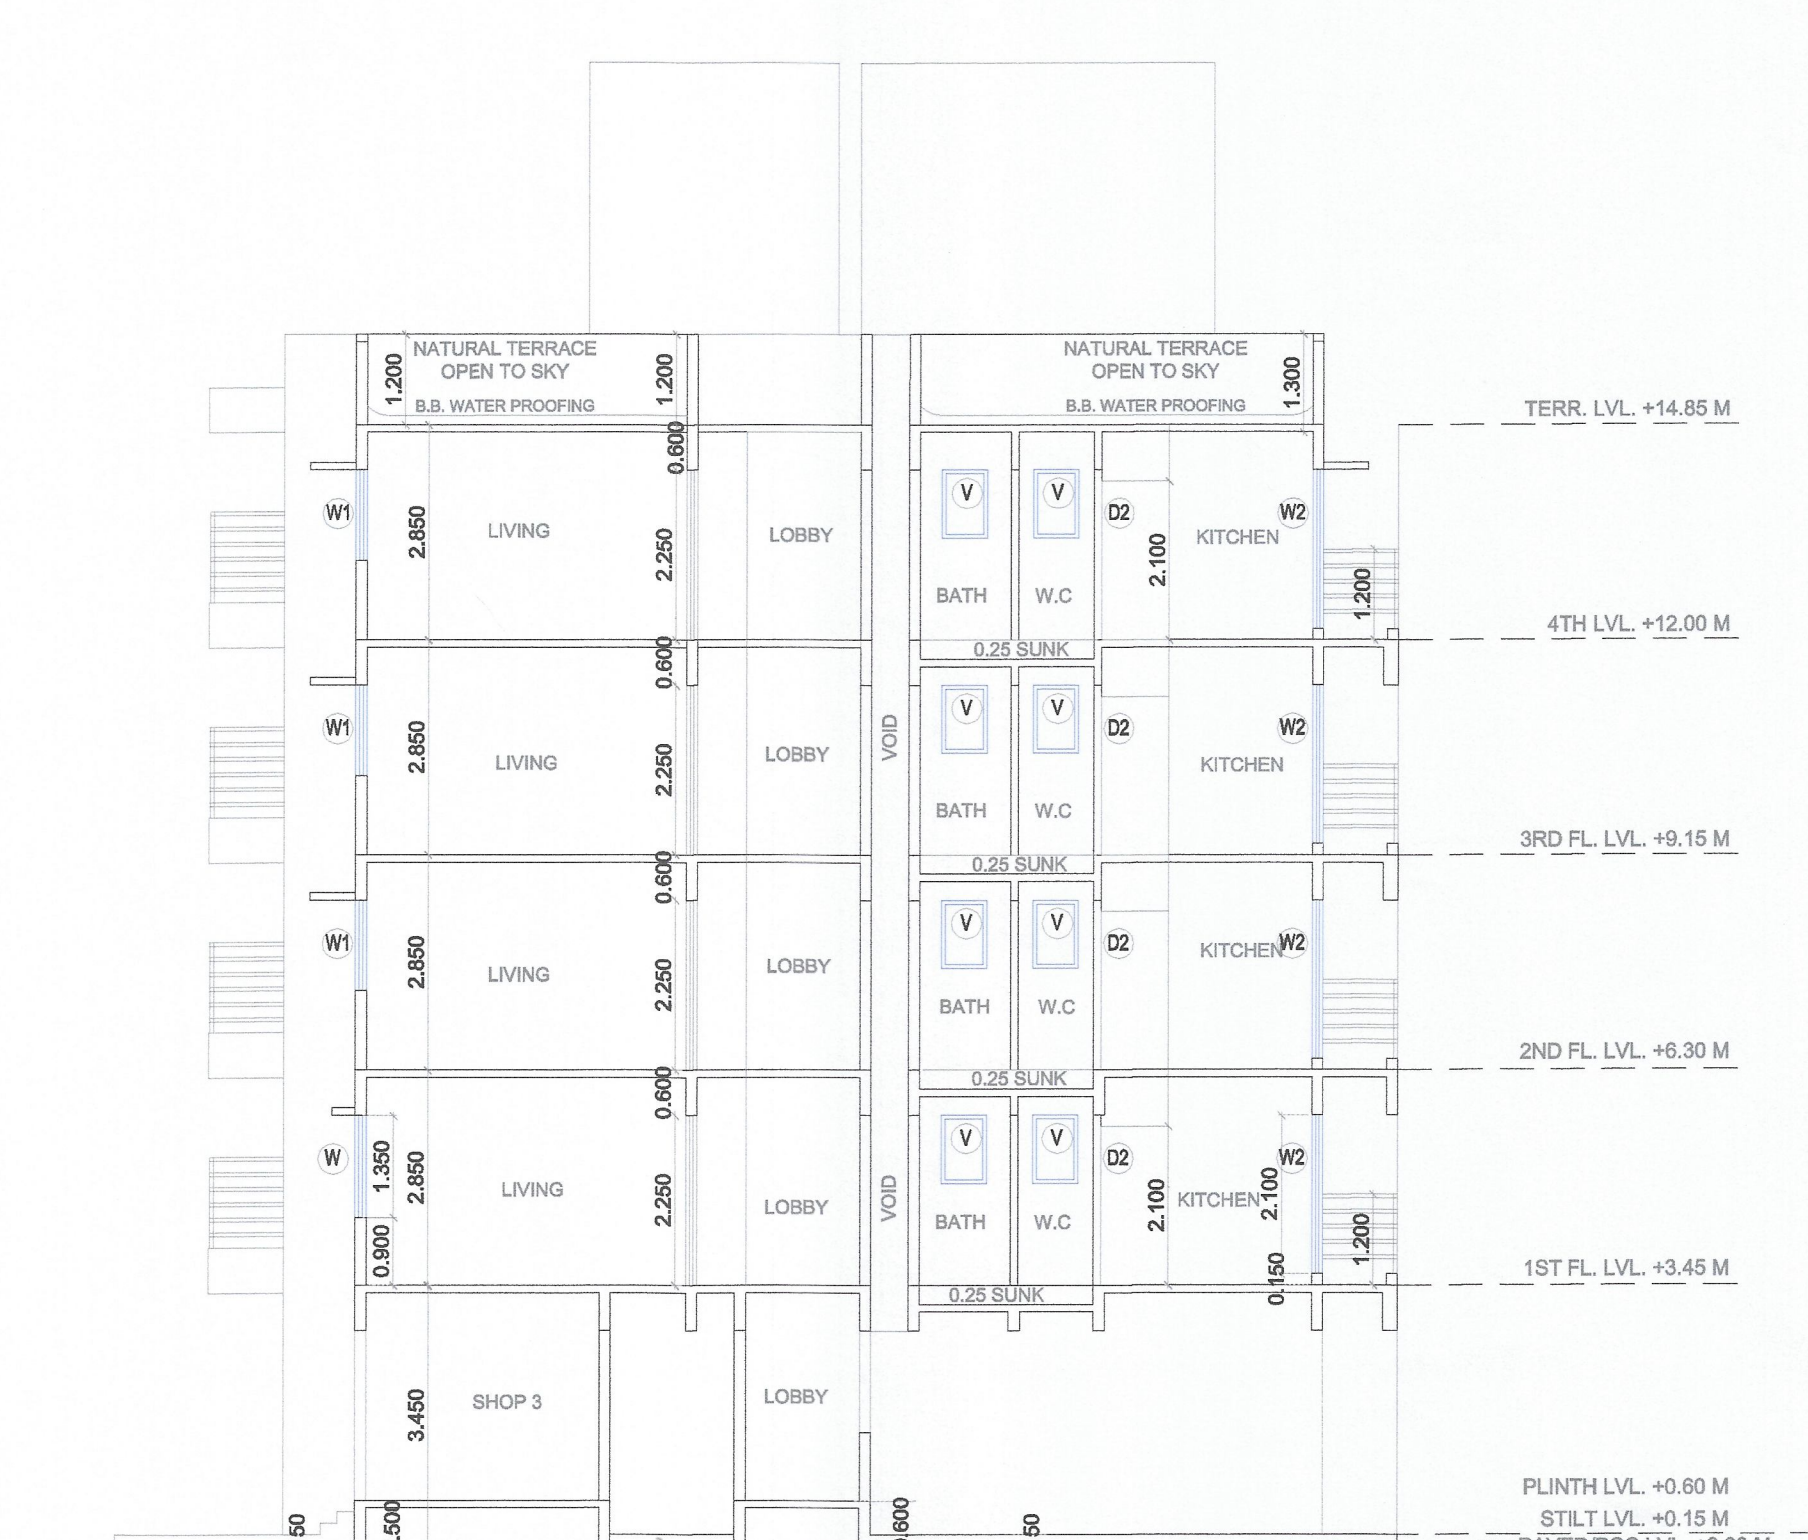 NATURAL TERRACE
OPEN TO SKY
B.B. WATER PROOFING
1.200
1.200
NATURAL TERRACE
OPEN TO SKY
B.B. WATER PROOFING
1.300
TERR. LVL. +14.85 M
0.600
W1
2.850
LIVING
2.250
LOBBY
V
V
BATH
W.C
D2
2.100
KITCHEN
W2
1.200
4TH LVL. +12.00 M
0.600
0.25 SUNK
W1
2.850
LIVING
2.250
LOBBY
VOID
V
V
BATH
W.C
D2
KITCHEN
W2
3RD FL. LVL. +9.15 M
0.600
0.25 SUNK
W1
2.850
LIVING
2.250
LOBBY
V
V
BATH
W.C
D2
KITCHEN
W2
2ND FL. LVL. +6.30 M
0.600
0.25 SUNK
W
1.350
0.900
2.850
LIVING
2.250
LOBBY
VOID
V
V
BATH
W.C
D2
2.100
KITCHEN
2.100
W2
0.150
1.200
1ST FL. LVL. +3.45 M
0.25 SUNK
3.450
SHOP 3
LOBBY
PLINTH LVL. +0.60 M
STILT LVL. +0.15 M